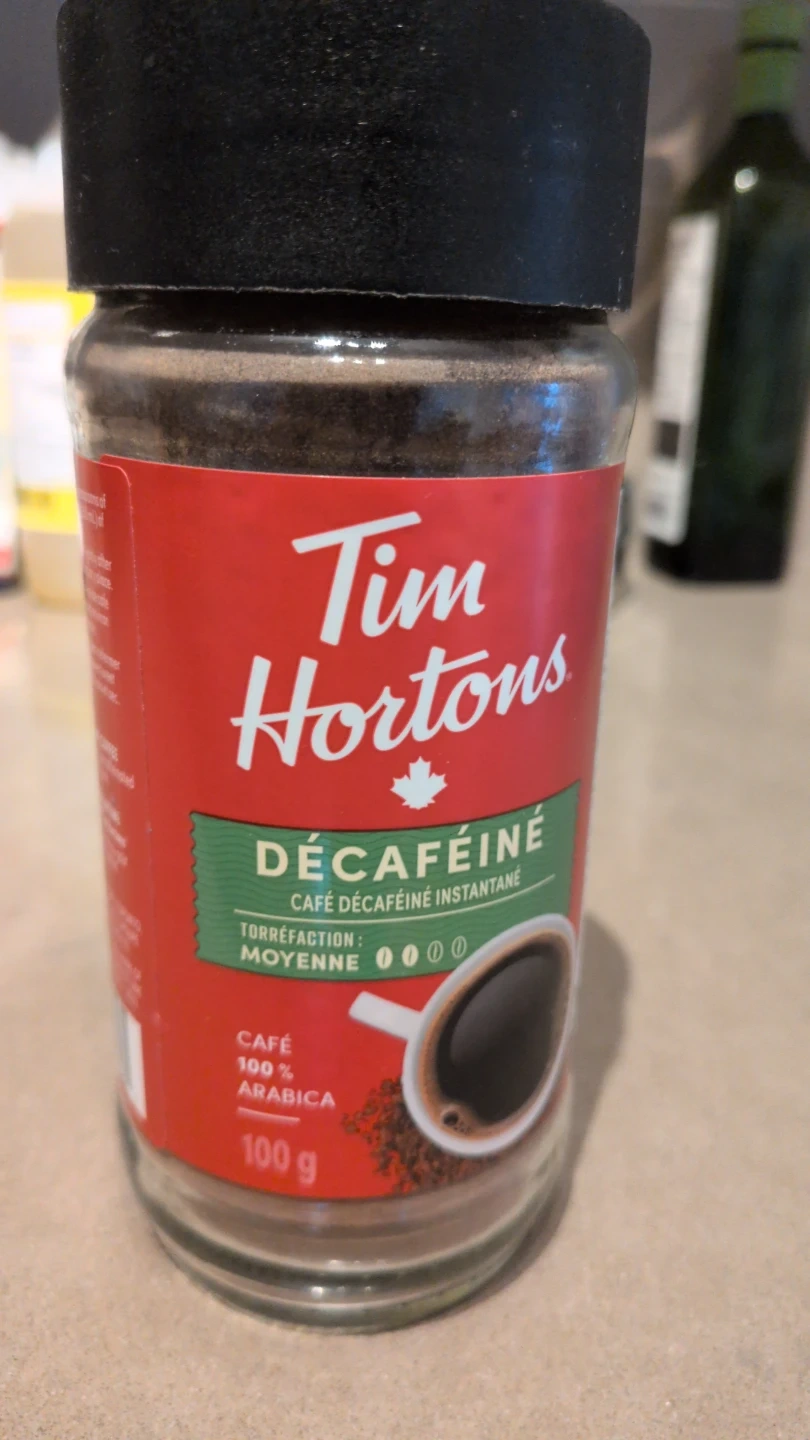 Tim
Hortons
DÉCAFÉINÉ
CAFÉ DÉCAFÉINÉ INSTANTANÉ
TORRÉFACTION :
MOYENNE
CAFÉ
100 %
ARABICA
100 g